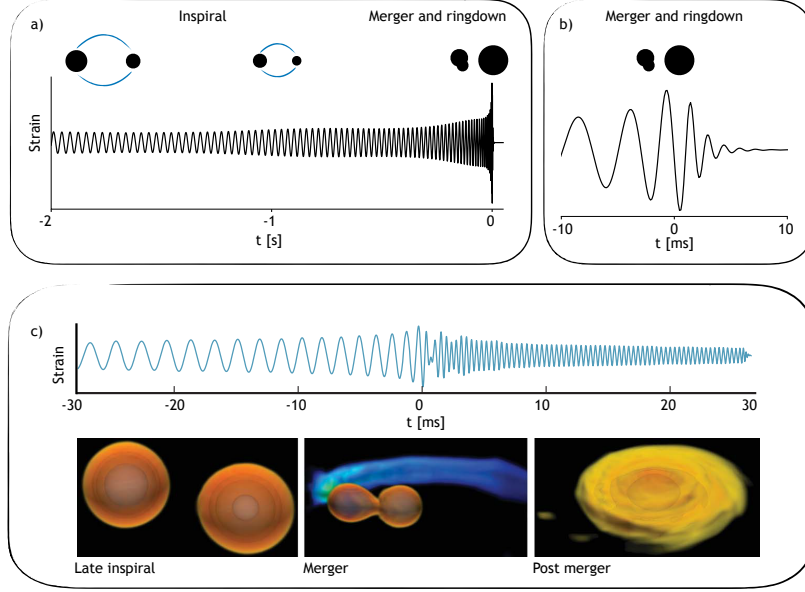 a)
Inspiral
Merger and ringdown
Strain
-2
-1
0
t [s]
b)
Merger and ringdown
-10
0
10
t [ms]
c)
Strain
-30
-20
-10
0
10
20
30
t [ms]
Late inspiral
Merger
Post merger